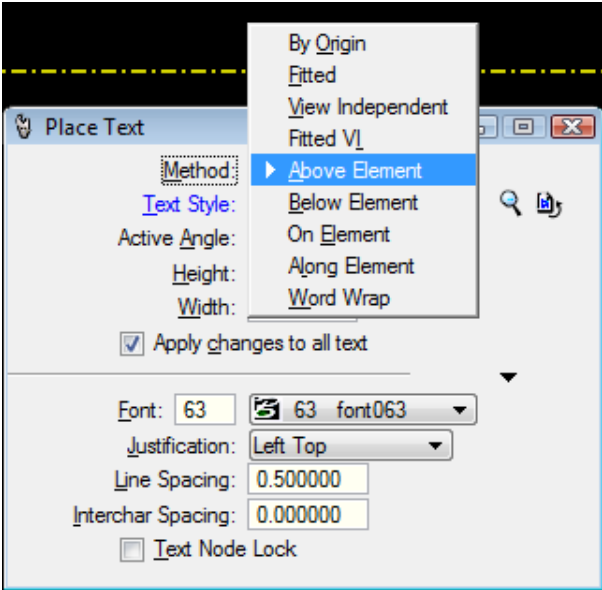 By Origin
Fitted
View Independent
Fitted VI
Place Text
Method:
Above Element
Text Style:
Below Element
Active Angle:
On Element
Height:
Along Element
Width:
Word Wrap
Apply changes to all text
Font: 63 63 font063
Justification: Left Top
Line Spacing: 0.500000
Interchar Spacing: 0.000000
Text Node Lock